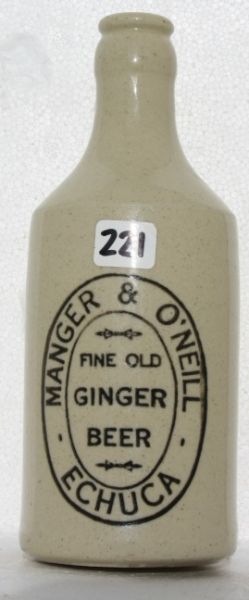 221
MANGER & O'NEILL
FINE OLD
GINGER
BEER
- ECHUCA -